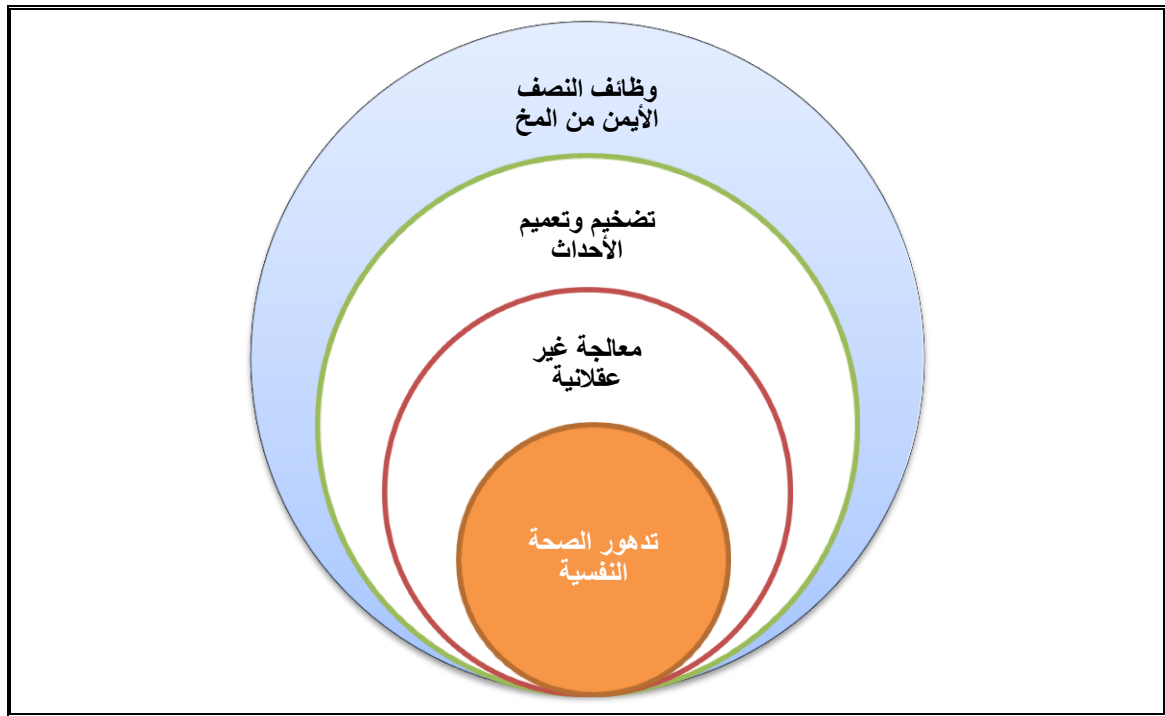 وظائف النصف
الأيمن من المخ
تضخيم وتعميم
الأحداث
معالجة غير
عقلانية
تدهور الصحة
النفسية